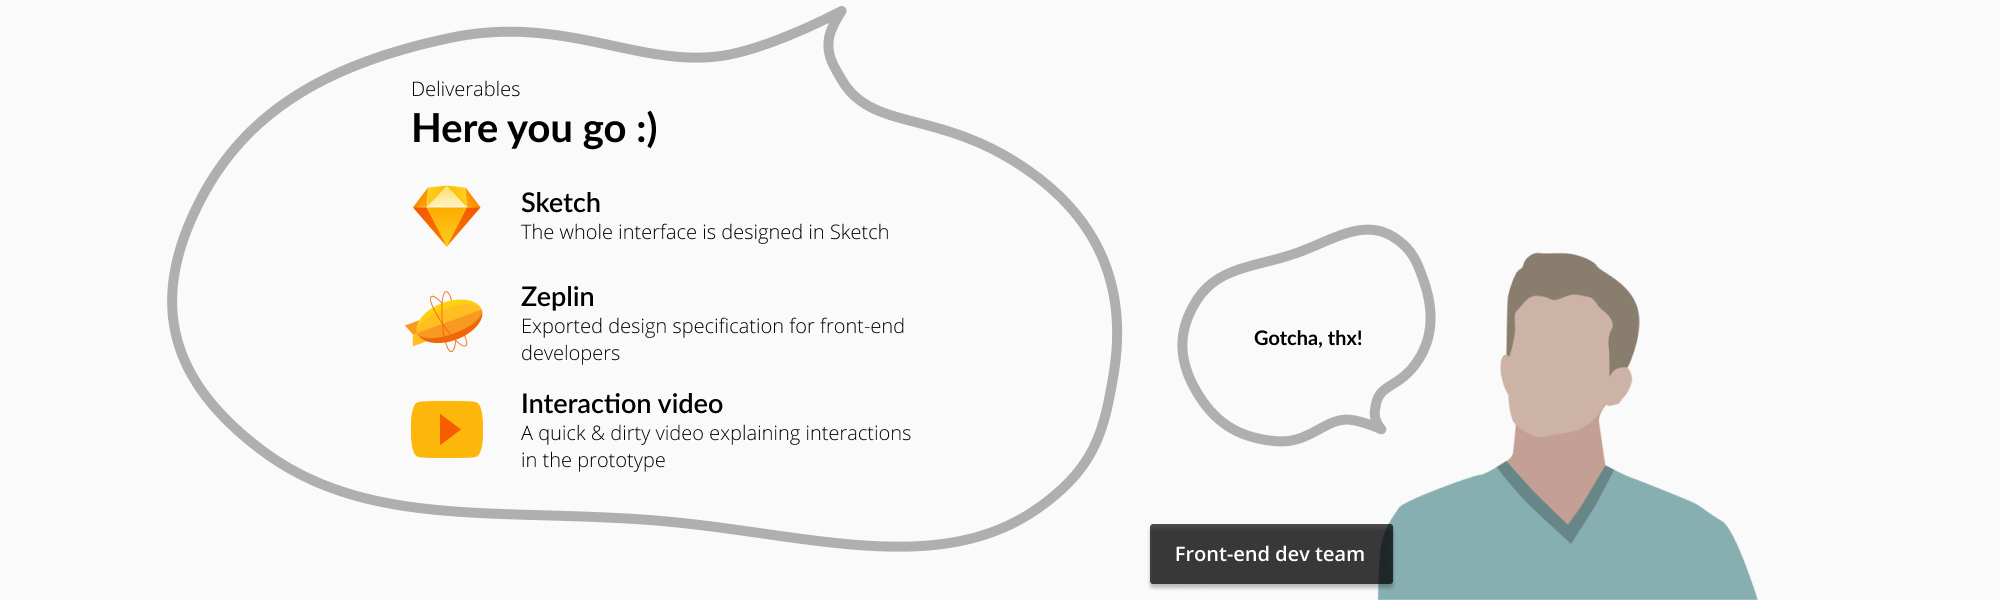 Deliverables
Here you go :)
Sketch
The whole interface is designed in Sketch
Zeplin
Exported design specification for front-end
developers
Interaction video
A quick & dirty video explaining interactions
in the prototype
Gotcha, thx!
Front-end dev team